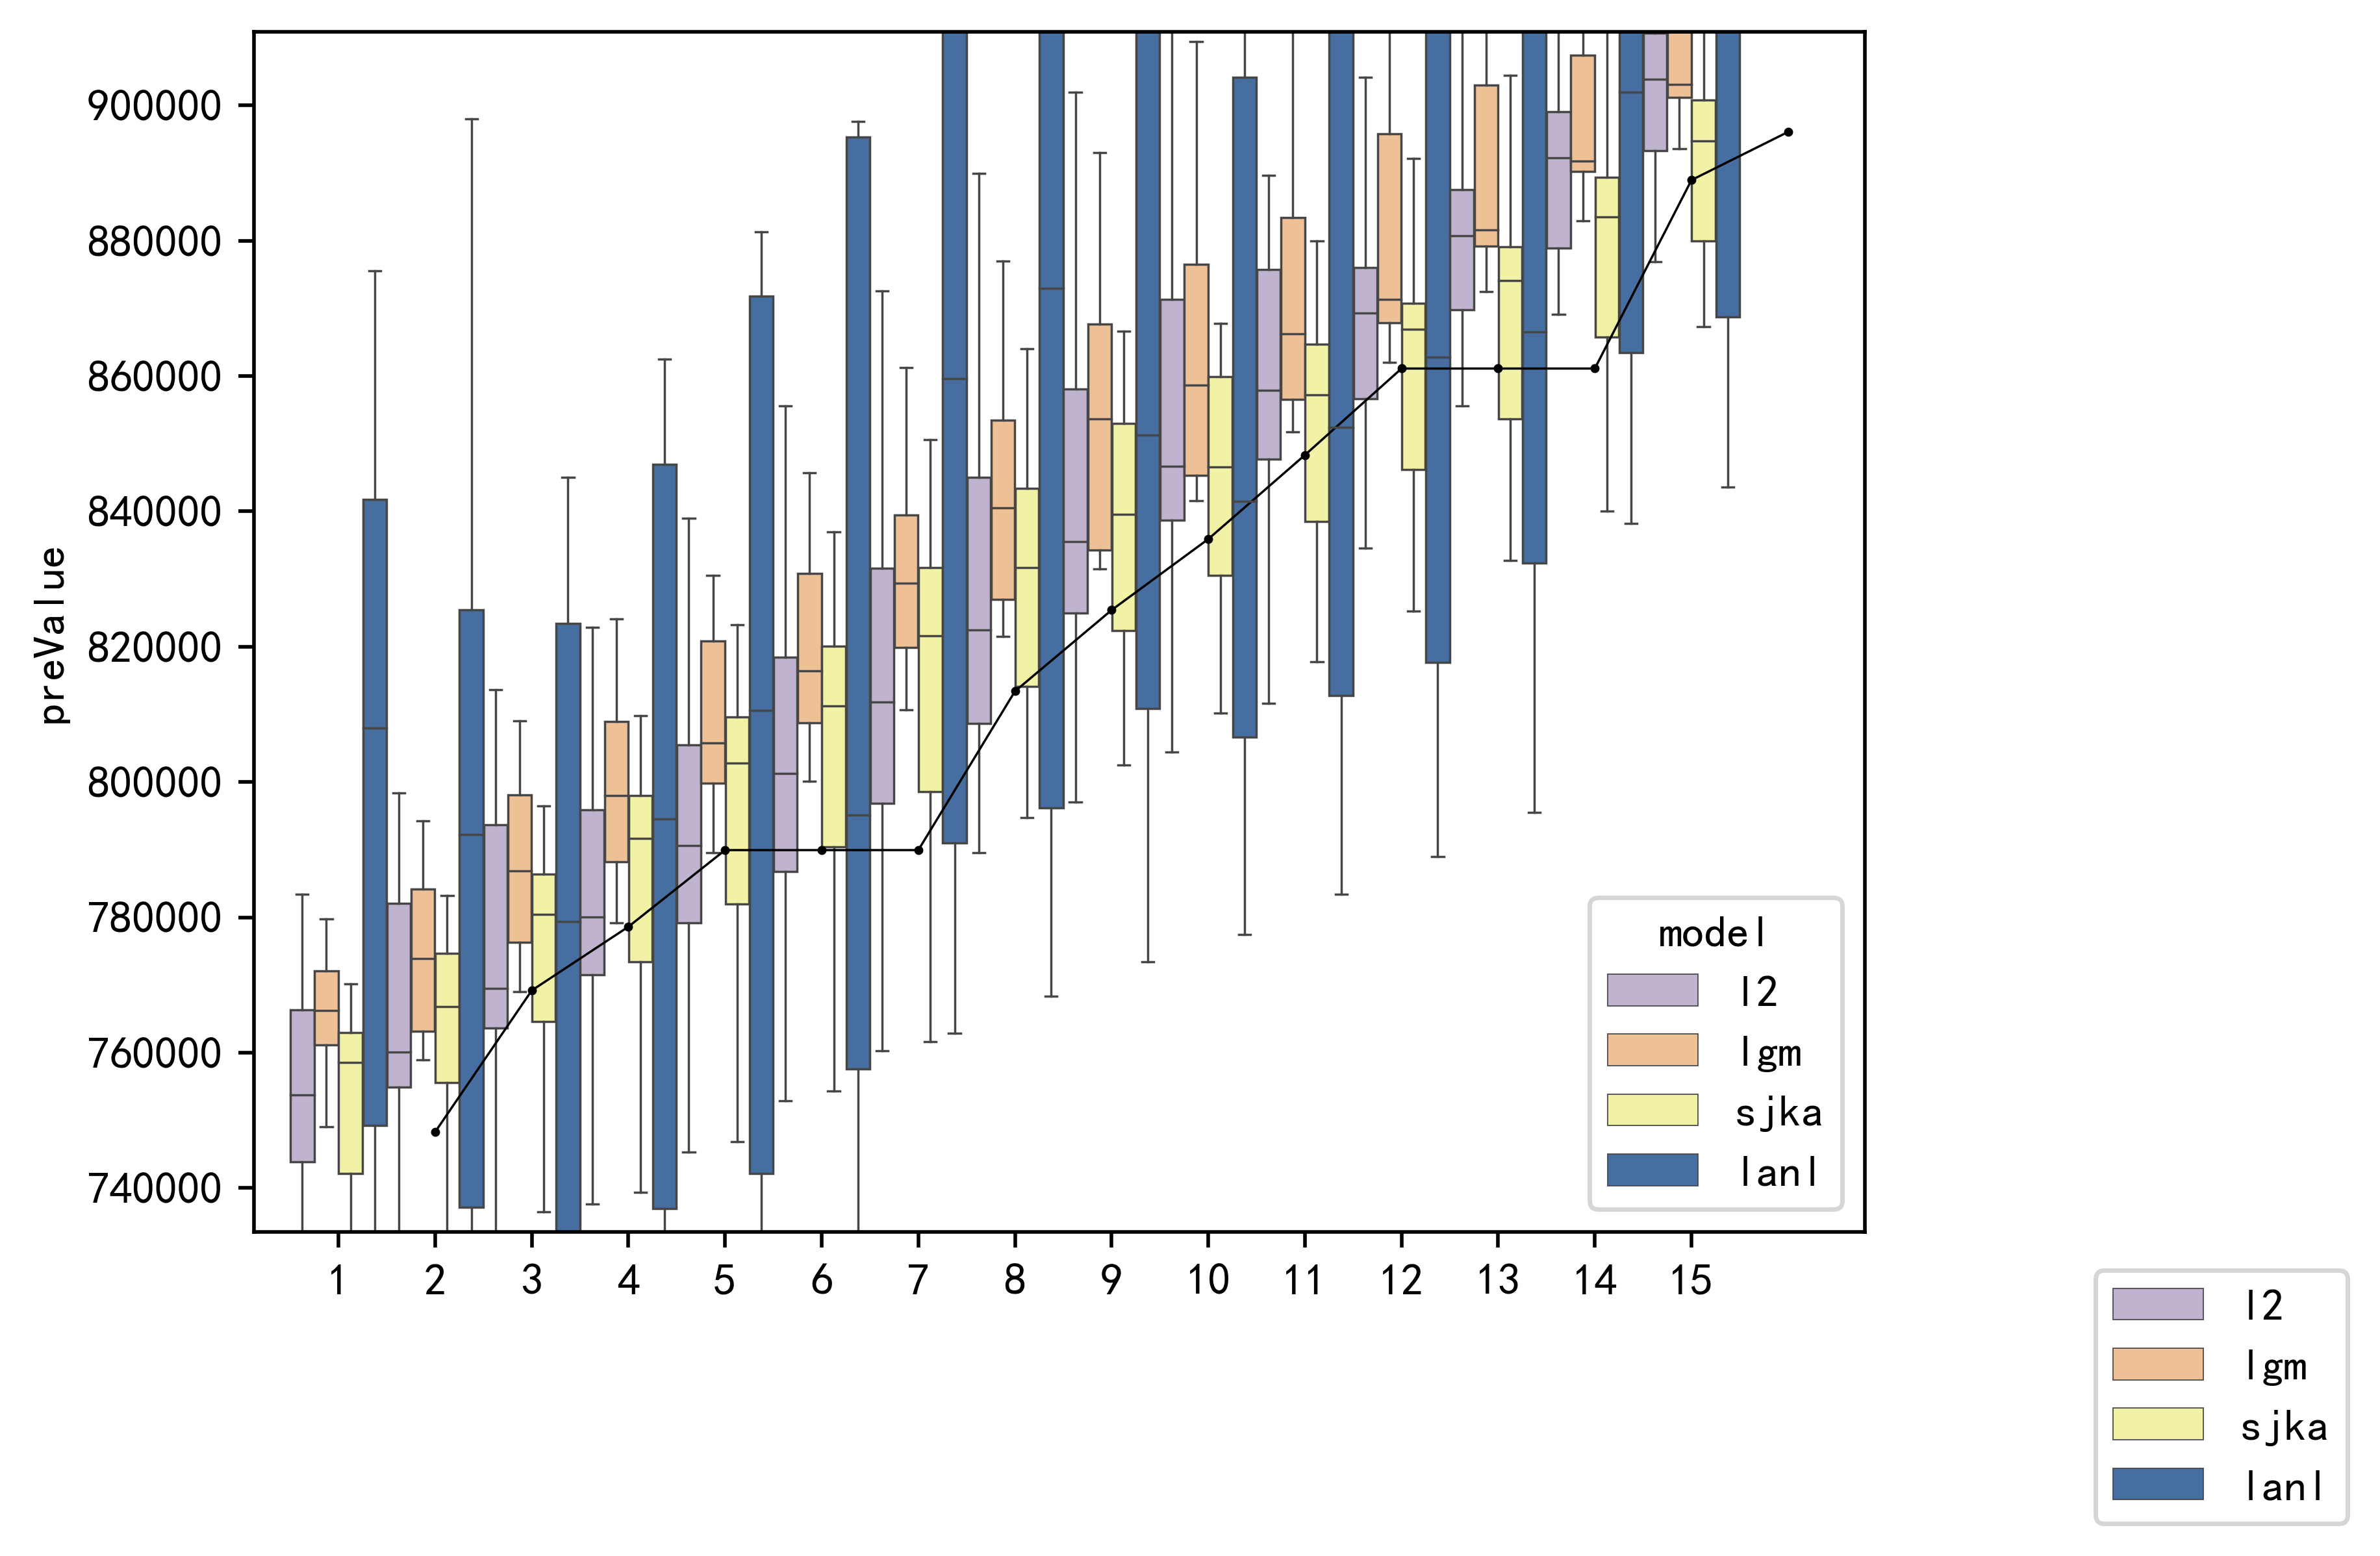 900000
880000
860000
840000
820000
800000
780000
760000
740000
preValue
1 2 3 4 5 6 7 8 9 10 11 12 13 14 15
model
l2
lgm
sjka
lanl
l2
lgm
sjka
lanl